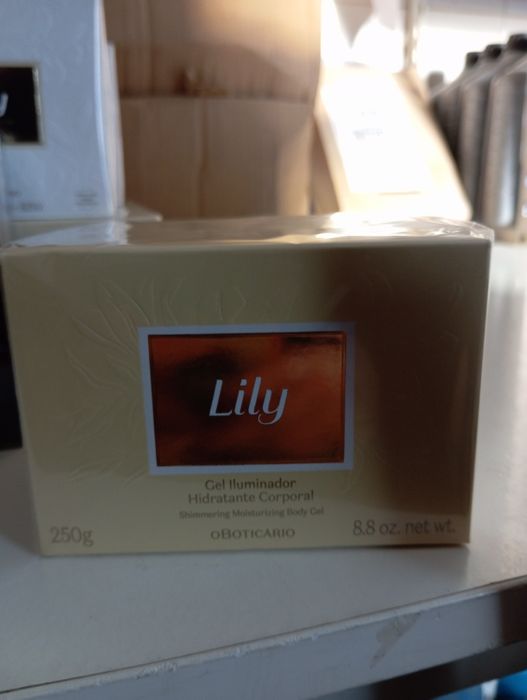 Lily
Gel Iluminador
Hidratante Corporal
Shimmering Moisturizing Body Gel
250g
oBOTICARIO
8.8 oz. net wt.